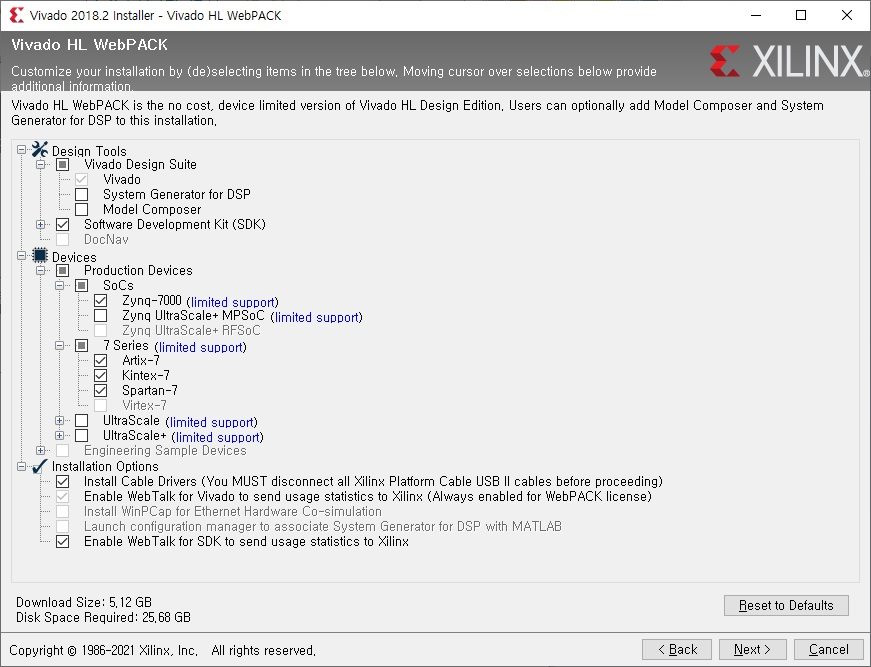 Vivado 2018.2 Installer - Vivado HL WebPACK
Vivado HL WebPACK
Customize your installation by (de)selecting items in the tree below. Moving cursor over selections below provide
additional information.
XILINX®
Vivado HL WebPACK is the no cost, device limited version of Vivado HL Design Edition. Users can optionally add Model Composer and System
Generator for DSP to this installation.
Design Tools
Vivado Design Suite
Vivado
System Generator for DSP
Model Composer
Software Development Kit (SDK)
DocNav
Devices
Production Devices
SoCs
Zynq-7000 (limited support)
Zynq UltraScale+ MPSoC (limited support)
Zynq UltraScale+ RFSoC
7 Series (limited support)
Artix-7
Kintex-7
Spartan-7
Virtex-7
UltraScale (limited support)
UltraScale+ (limited support)
Engineering Sample Devices
Installation Options
Install Cable Drivers (You MUST disconnect all Xilinx Platform Cable USB II cables before proceeding)
Enable WebTalk for Vivado to send usage statistics to Xilinx (Always enabled for WebPACK license)
Install WinPCap for Ethernet Hardware Co-simulation
Launch configuration manager to associate System Generator for DSP with MATLAB
Enable WebTalk for SDK to send usage statistics to Xilinx
Download Size: 5.12 GB
Disk Space Required: 25.68 GB
Reset to Defaults
Copyright © 1986-2021 Xilinx, Inc. All rights reserved.
< Back
Next >
Cancel